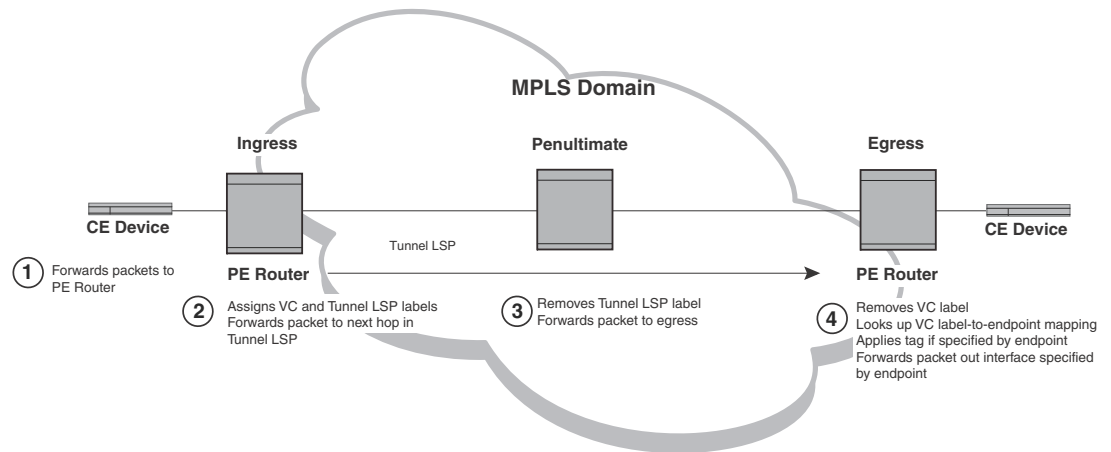 MPLS Domain
Ingress
Penultimate
Egress
CE Device
CE Device
Tunnel LSP
PE Router
PE Router
1
Forwards packets to
PE Router
2
Assigns VC and Tunnel LSP labels
Forwards packet to next hop in
Tunnel LSP
3
Removes Tunnel LSP label
Forwards packet to egress
4
Removes VC label
Looks up VC label-to-endpoint mapping
Applies tag if specified by endpoint
Forwards packet out interface specified
by endpoint